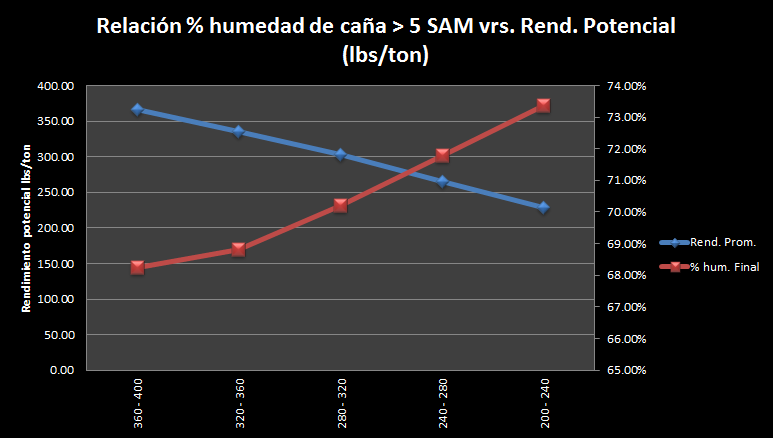 Relación % humedad de caña > 5 SAM vrs. Rend. Potencial
(lbs/ton)
Rendimiento potencial lbs/ton
400.00
350.00
300.00
250.00
200.00
150.00
100.00
50.00
0.00
74.00%
73.00%
72.00%
71.00%
70.00%
69.00%
68.00%
67.00%
66.00%
65.00%
360 - 400
320 - 360
280 - 320
240 - 280
200 - 240
Rend. Prom.
% hum. Final